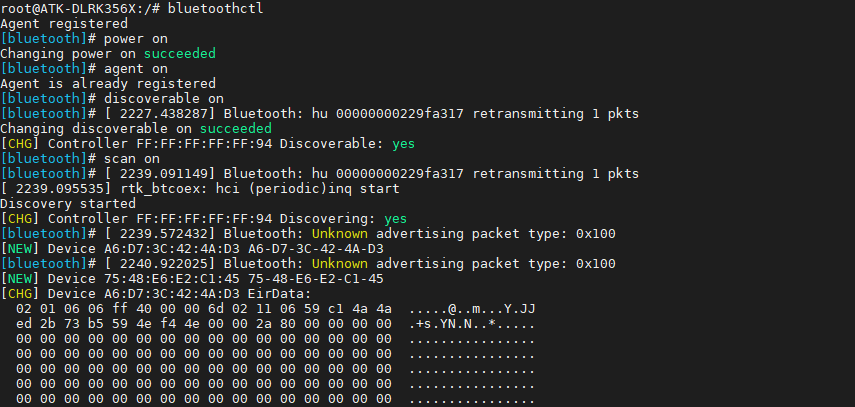 root@ATK-DLRK356X:/# bluetoothctl
Agent registered
[bluetooth]# power on
Changing power on succeeded
[bluetooth]# agent on
Agent is already registered
[bluetooth]# discoverable on
[bluetooth]# [ 2227.438287] Bluetooth: hu 00000000229fa317 retransmitting 1 pkts
Changing discoverable on succeeded
[CHG] Controller FF:FF:FF:FF:FF:94 Discoverable: yes
[bluetooth]# scan on
[bluetooth]# [ 2239.091149] Bluetooth: hu 00000000229fa317 retransmitting 1 pkts
[ 2239.095535] rtk_btcoex: hci (periodic)inq start
Discovery started
[CHG] Controller FF:FF:FF:FF:FF:94 Discovering: yes
[bluetooth]# [ 2239.572432] Bluetooth: Unknown advertising packet type: 0x100
[NEW] Device A6:D7:3C:42:4A:D3 A6-D7-3C-42-4A-D3
[bluetooth]# [ 2240.922025] Bluetooth: Unknown advertising packet type: 0x100
[NEW] Device 75:48:E6:E2:C1:45 75-48-E6-E2-C1-45
[CHG] Device A6:D7:3C:42:4A:D3 EirData:
  02 01 06 06 ff 40 00 00 6d 02 11 06 59 c1 4a 4a  .....@..m...Y.JJ
  ed 2b 73 b5 59 4e f4 4e 00 00 2a 80 00 00 00 00  .+s.YN.N..*.....
  00 00 00 00 00 00 00 00 00 00 00 00 00 00 00 00  ................
  00 00 00 00 00 00 00 00 00 00 00 00 00 00 00 00  ................
  00 00 00 00 00 00 00 00 00 00 00 00 00 00 00 00  ................
  00 00 00 00 00 00 00 00 00 00 00 00 00 00 00 00  ................
  00 00 00 00 00 00 00 00 00 00 00 00 00 00 00 00  ................